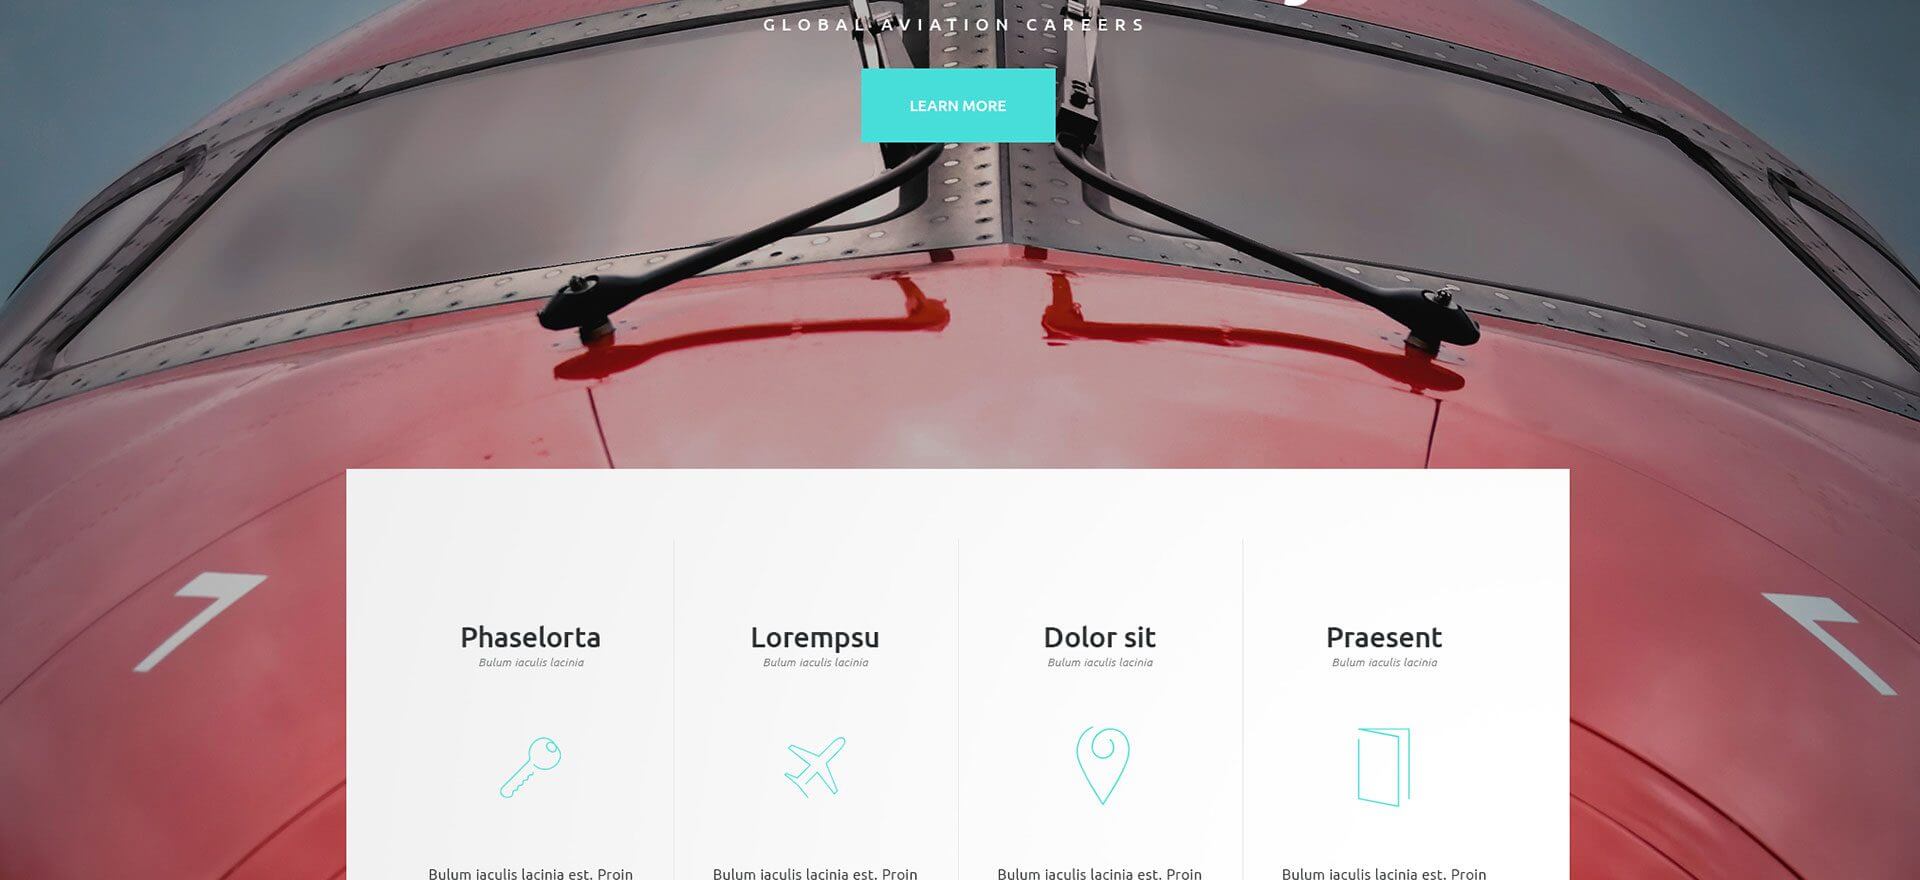 GLOBAL AVIATION CAREERS
LEARN MORE
Phaselorta
Bulum iaculis lacinia
Lorempsu
Bulum iaculis lacinia
Dolor sit
Bulum iaculis lacinia
Praesent
Bulum iaculis lacinia
Bulum iaculis lacinia est. Proin
Bulum iaculis lacinia est. Proin
Bulum iaculis lacinia est. Proin
Bulum iaculis lacinia est. Proin